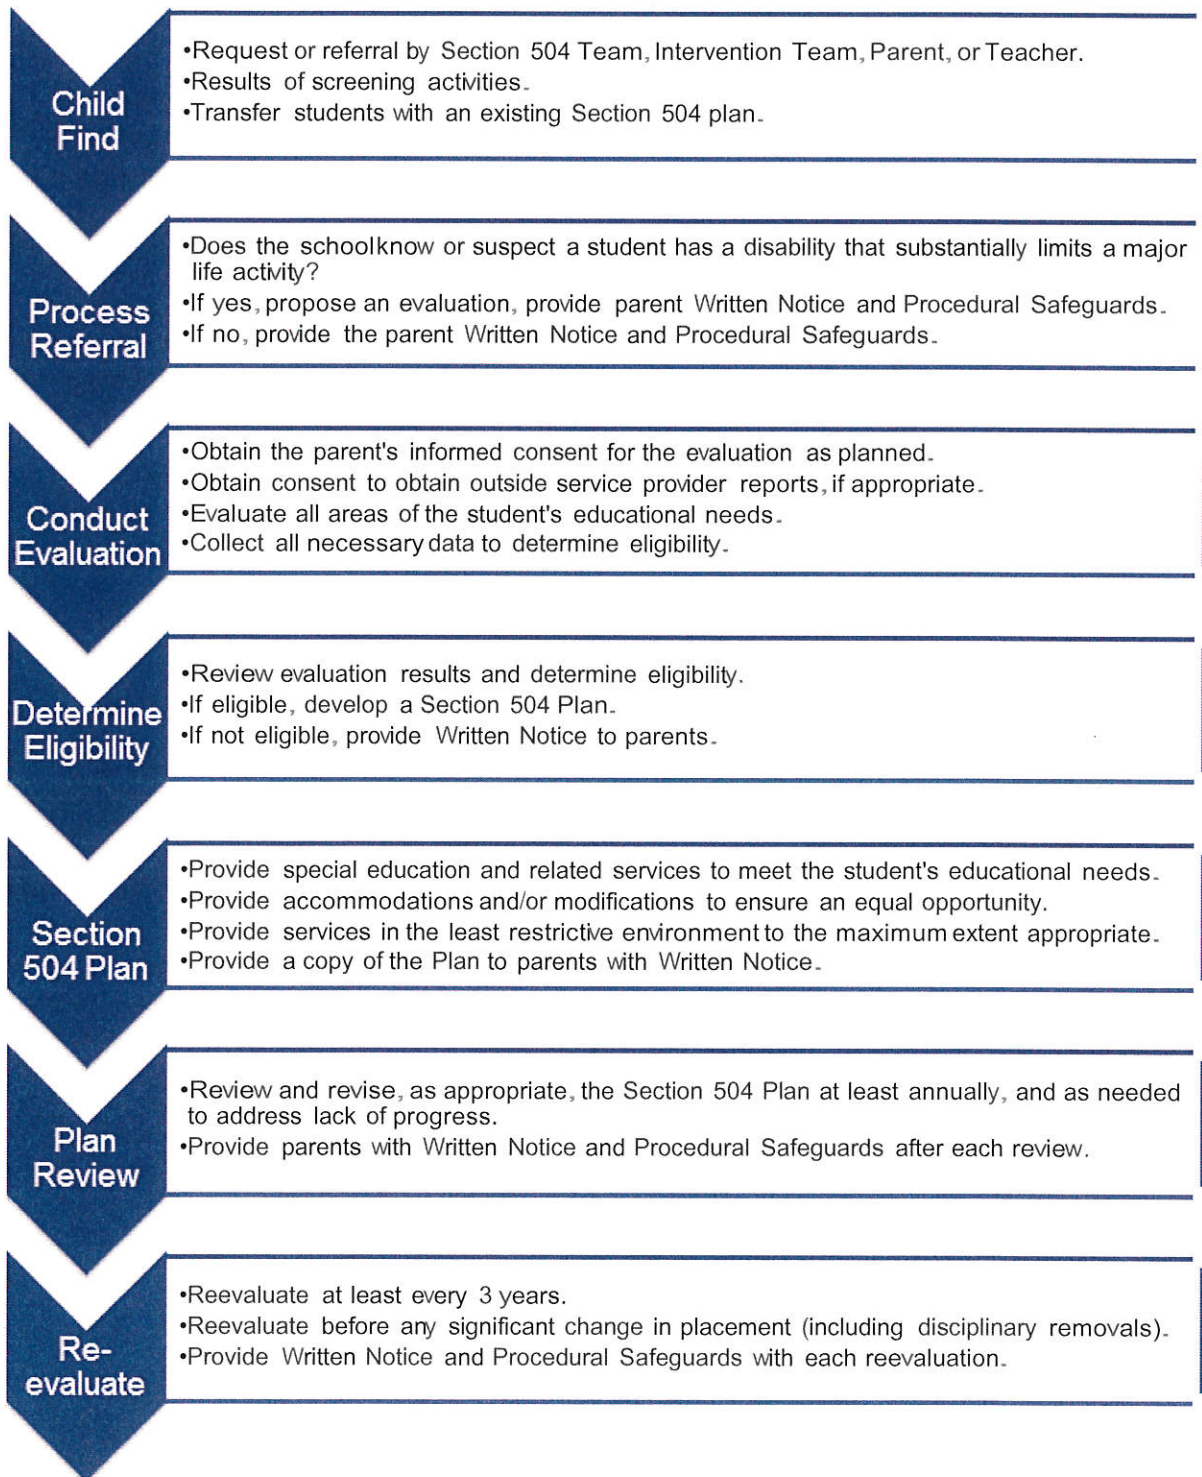 Child
Find
•Request or referral by Section 504 Team, Intervention Team, Parent, or Teacher.
•Results of screening activities.
•Transfer students with an existing Section 504 plan.
Process
Referral
•Does the school know or suspect a student has a disability that substantially limits a major
life activity?
•If yes, propose an evaluation, provide parent Written Notice and Procedural Safeguards.
•If no, provide the parent Written Notice and Procedural Safeguards.
Conduct
Evaluation
•Obtain the parent's informed consent for the evaluation as planned.
•Obtain consent to obtain outside service provider reports, if appropriate.
•Evaluate all areas of the student's educational needs.
•Collect all necessary data to determine eligibility.
Determine
Eligibility
•Review evaluation results and determine eligibility.
•If eligible, develop a Section 504 Plan.
•If not eligible, provide Written Notice to parents.
Section
504 Plan
•Provide special education and related services to meet the student's educational needs.
•Provide accommodations and/or modifications to ensure an equal opportunity.
•Provide services in the least restrictive environment to the maximum extent appropriate.
•Provide a copy of the Plan to parents with Written Notice.
Plan
Review
•Review and revise, as appropriate, the Section 504 Plan at least annually, and as needed
to address lack of progress.
•Provide parents with Written Notice and Procedural Safeguards after each review.
Re-
evaluate
•Reevaluate at least every 3 years.
•Reevaluate before any significant change in placement (including disciplinary removals).
•Provide Written Notice and Procedural Safeguards with each reevaluation.